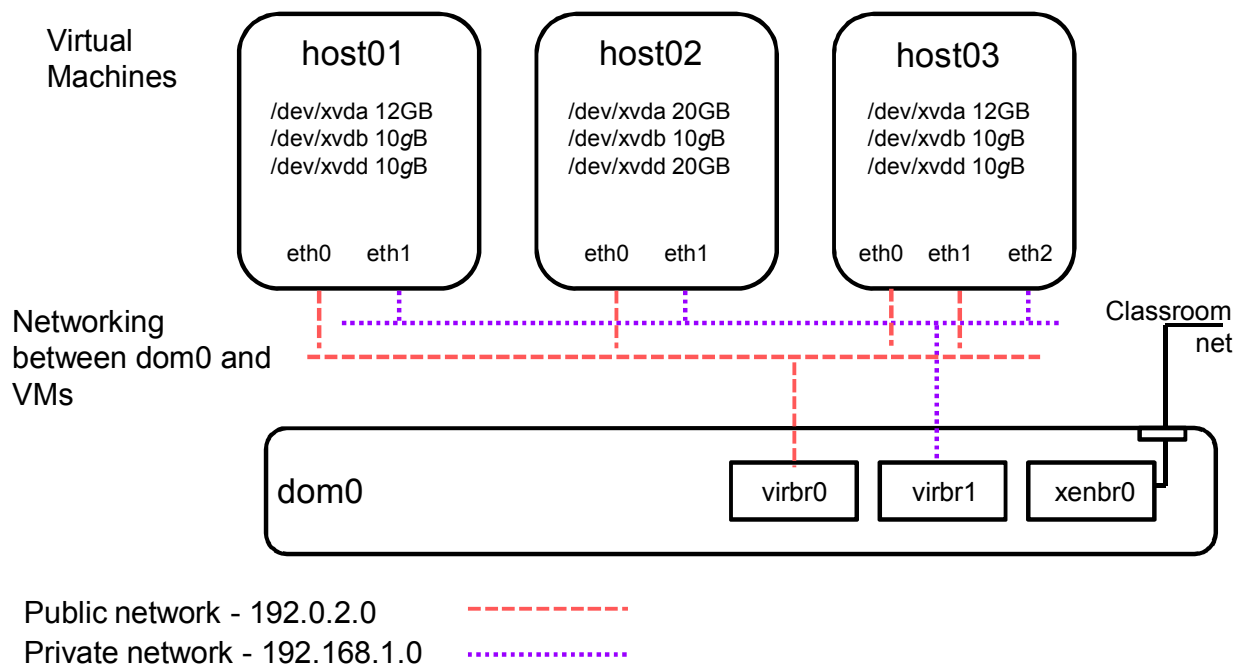 Virtual
Machines
host01
/dev/xvda 12GB
/dev/xvdb 10gB
/dev/xvdd 10gB
eth0 eth1
host02
/dev/xvda 20GB
/dev/xvdb 10gB
/dev/xvdd 20GB
eth0 eth1
host03
/dev/xvda 12GB
/dev/xvdb 10gB
/dev/xvdd 10gB
eth0 eth1 eth2
Networking
between dom0 and
VMs
Classroom
net
dom0
virbr0
virbr1
xenbr0
Public network - 192.0.2.0
Private network - 192.168.1.0